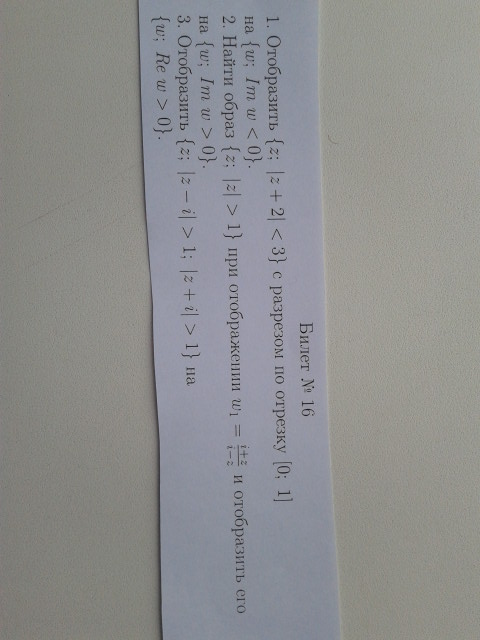 Билет № 16
1. Отобразить {z; |z + 2| < 3} с разрезом по отрезку [0; 1]
на {w; Im w < 0}.
2. Найти образ {z; |z| > 1} при отображении w₁ = \frac{i+z}{i−z} и отобразить его
на {w; Im w > 0}.
3. Отобразить {z; |z − i| > 1; |z + i| > 1} на
{w; Re w > 0}.